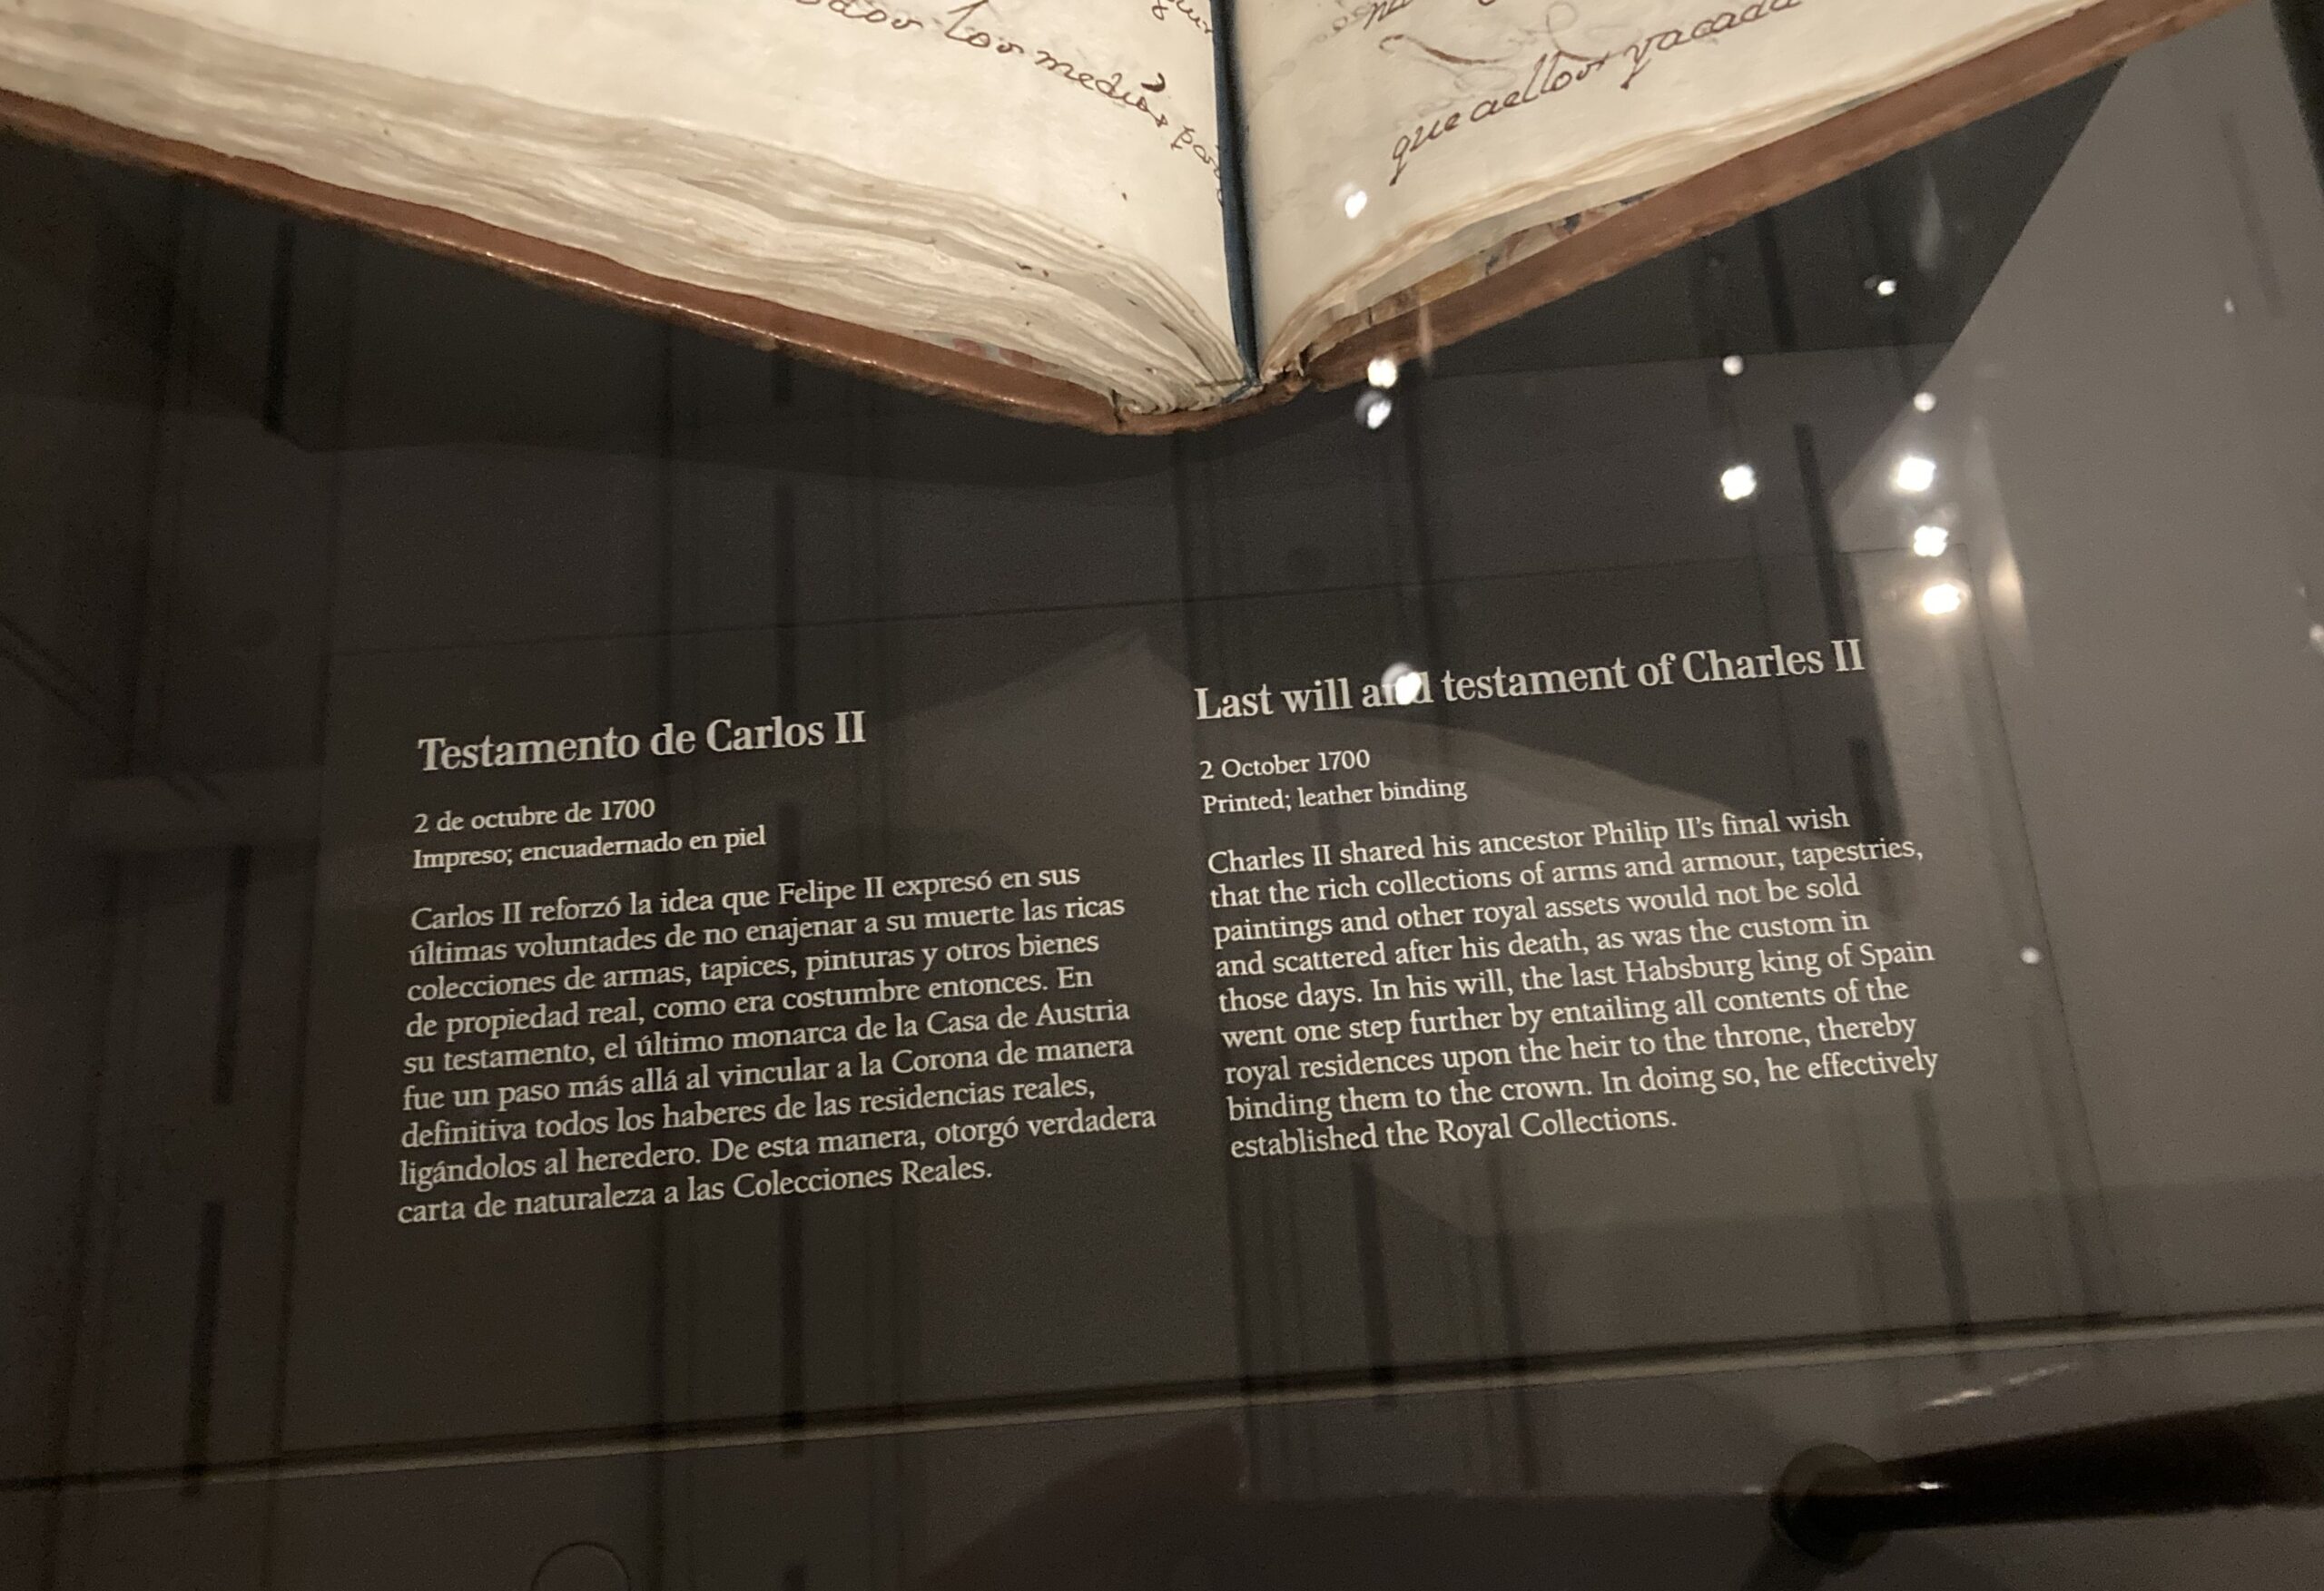 los medios
que aellos y acada
Testamento de Carlos II
2 de octubre de 1700
Impreso; encuadernado en piel
Carlos II reforzó la idea que Felipe II expresó en sus
últimas voluntades de no enajenar a su muerte las ricas
colecciones de armas, tapices, pinturas y otros bienes
de propiedad real, como era costumbre entonces. En
su testamento, el último monarca de la Casa de Austria
fue un paso más allá al vincular a la Corona de manera
definitiva todos los haberes de las residencias reales,
ligándolos al heredero. De esta manera, otorgó verdadera
carta de naturaleza a las Colecciones Reales.
Last will and testament of Charles II
2 October 1700
Printed; leather binding
Charles II shared his ancestor Philip II's final wish
that the rich collections of arms and armour, tapestries,
paintings and other royal assets would not be sold
and scattered after his death, as was the custom in
those days. In his will, the last Habsburg king of Spain
went one step further by entailing all contents of the
royal residences upon the heir to the throne, thereby
binding them to the crown. In doing so, he effectively
established the Royal Collections.